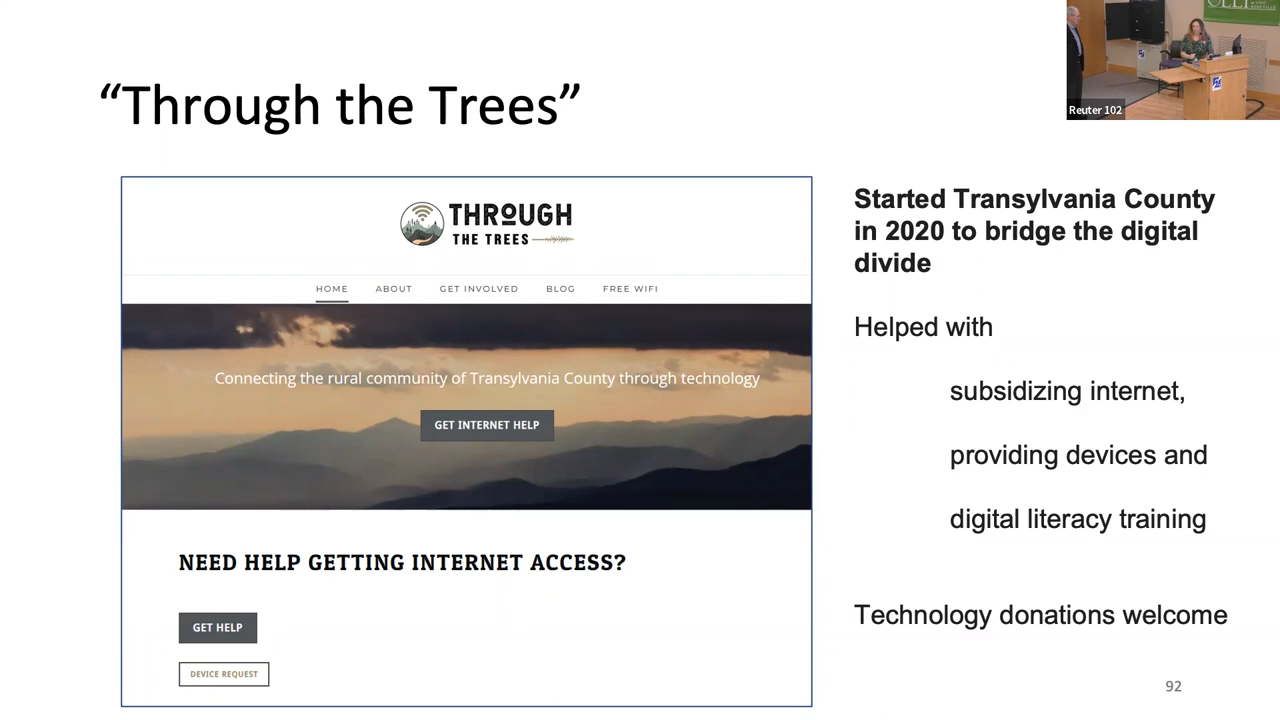 “Through the Trees”
Reuter 102
THROUGH
THE TREES
HOME ABOUT GET INVOLVED BLOG FREE WIFI
Connecting the rural community of Transylvania County through technology
GET INTERNET HELP
NEED HELP GETTING INTERNET ACCESS?
GET HELP
DEVICE REQUEST
Started Transylvania County
in 2020 to bridge the digital
divide
Helped with
subsidizing internet,
providing devices and
digital literacy training
Technology donations welcome
92